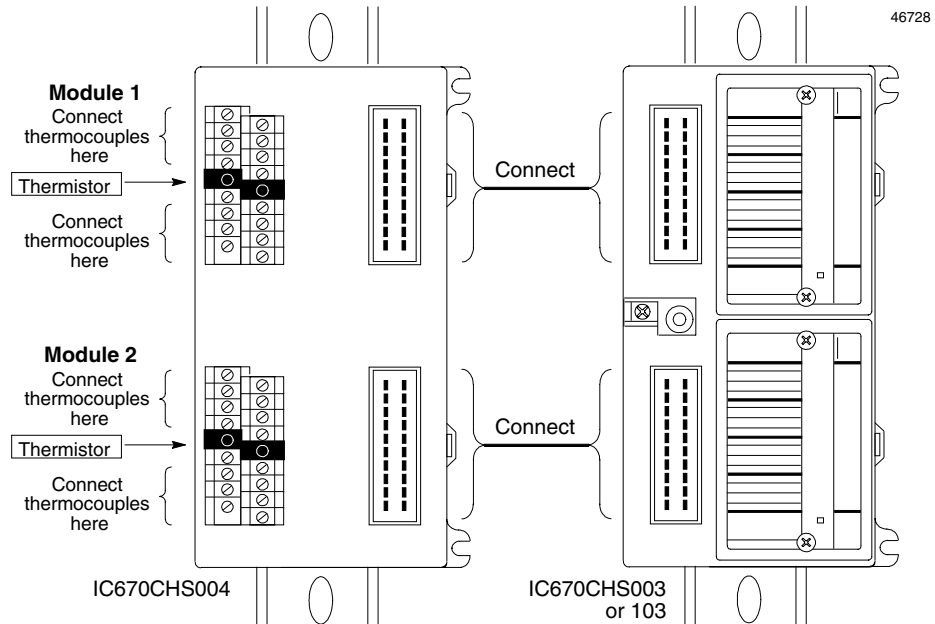 46728
Module 1
Connect
thermocouples
here
Thermistor
Connect
thermocouples
here
Connect
Module 2
Connect
thermocouples
here
Thermistor
Connect
thermocouples
here
Connect
IC670CHS004
IC670CHS003
or 103